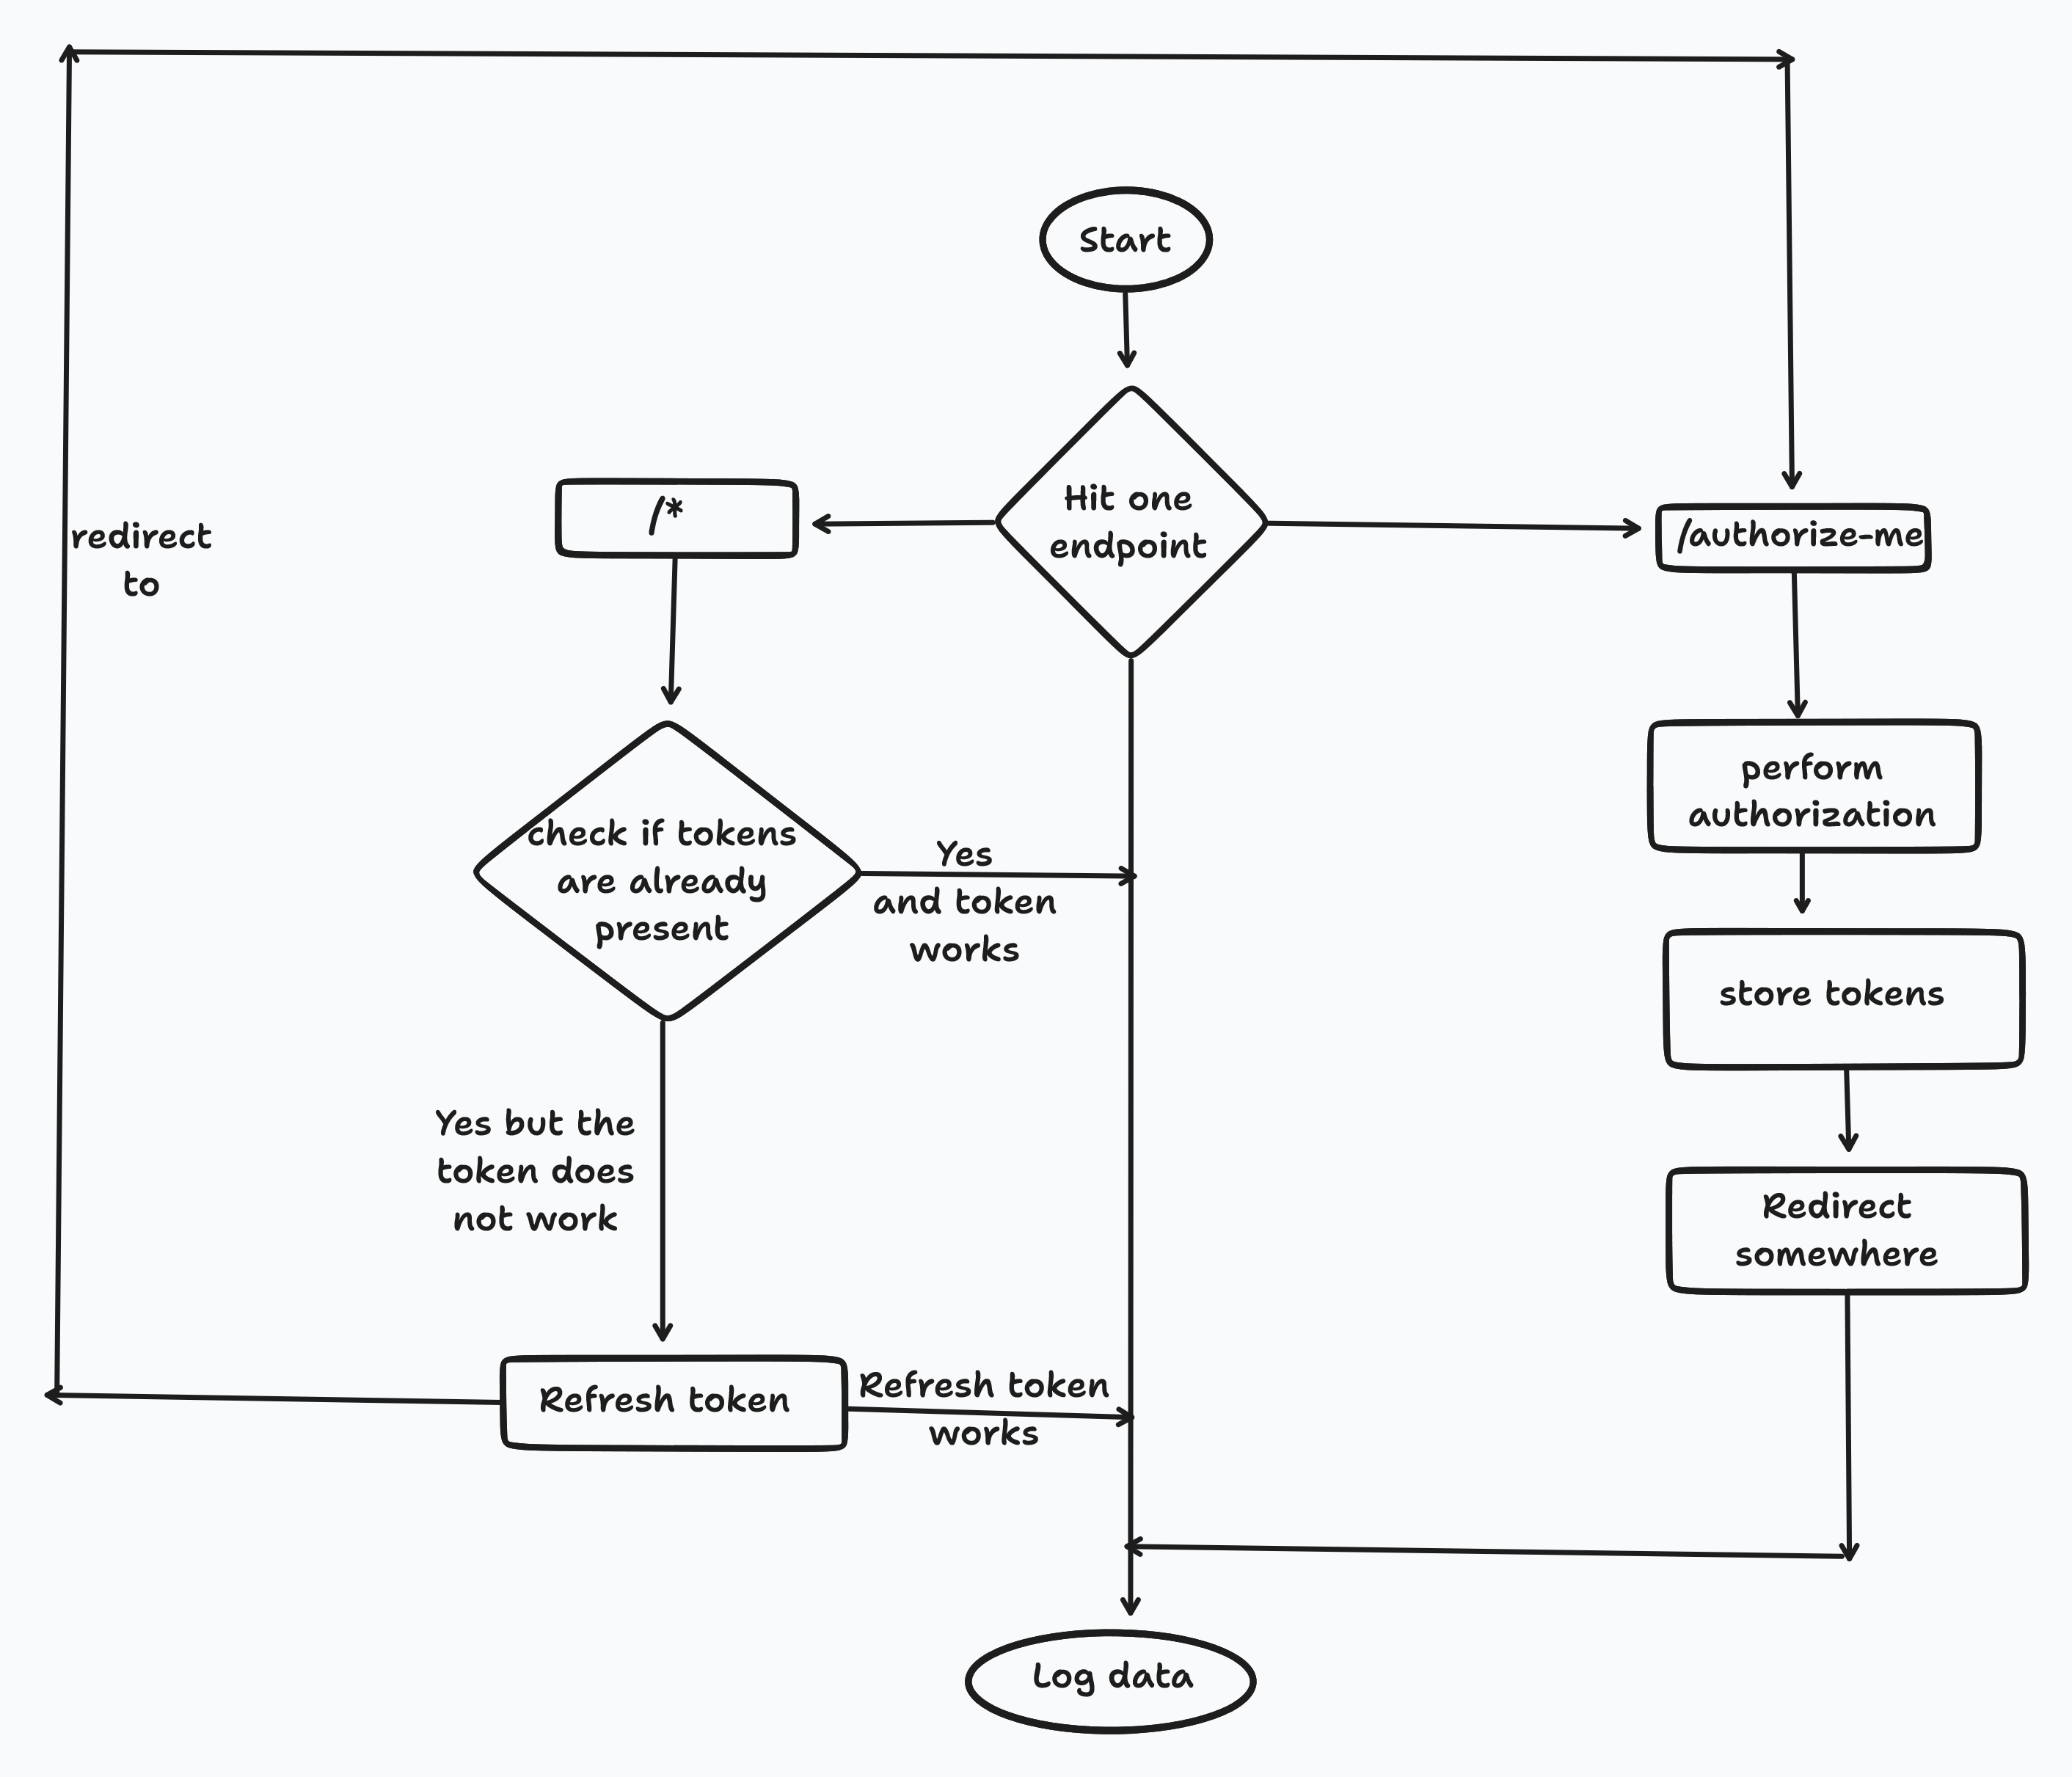 Start
Hit one
endpoint
/*
/authorize-me
redirect
to
perform
authorization
check if tokens
are already
present
Yes
and token
works
store tokens
Yes but the
token does
not work
Redirect
somewhere
Refresh token
Refresh token
works
Log data